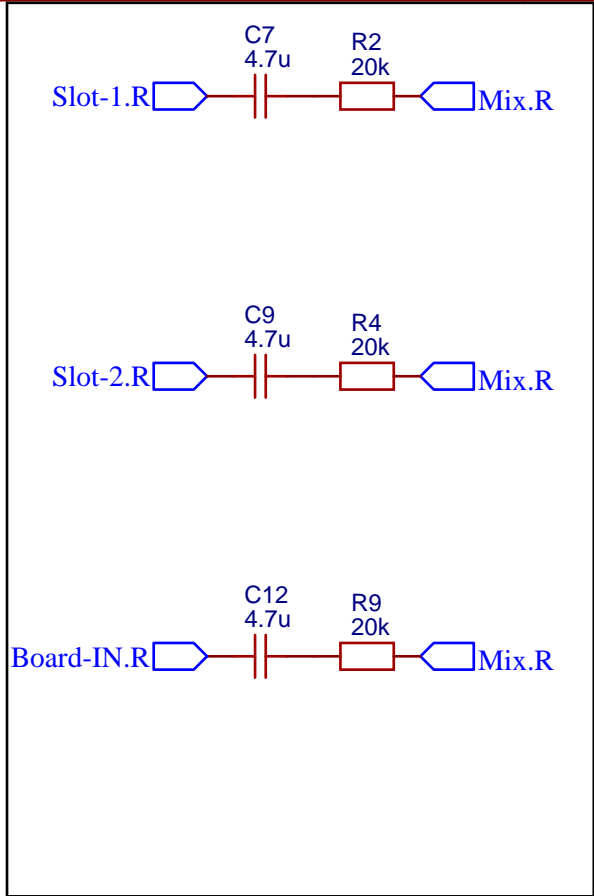 C7
4.7u
R2
20k
Slot-1.R
Mix.R
C9
4.7u
R4
20k
Slot-2.R
Mix.R
C12
4.7u
R9
20k
Board-IN.R
Mix.R